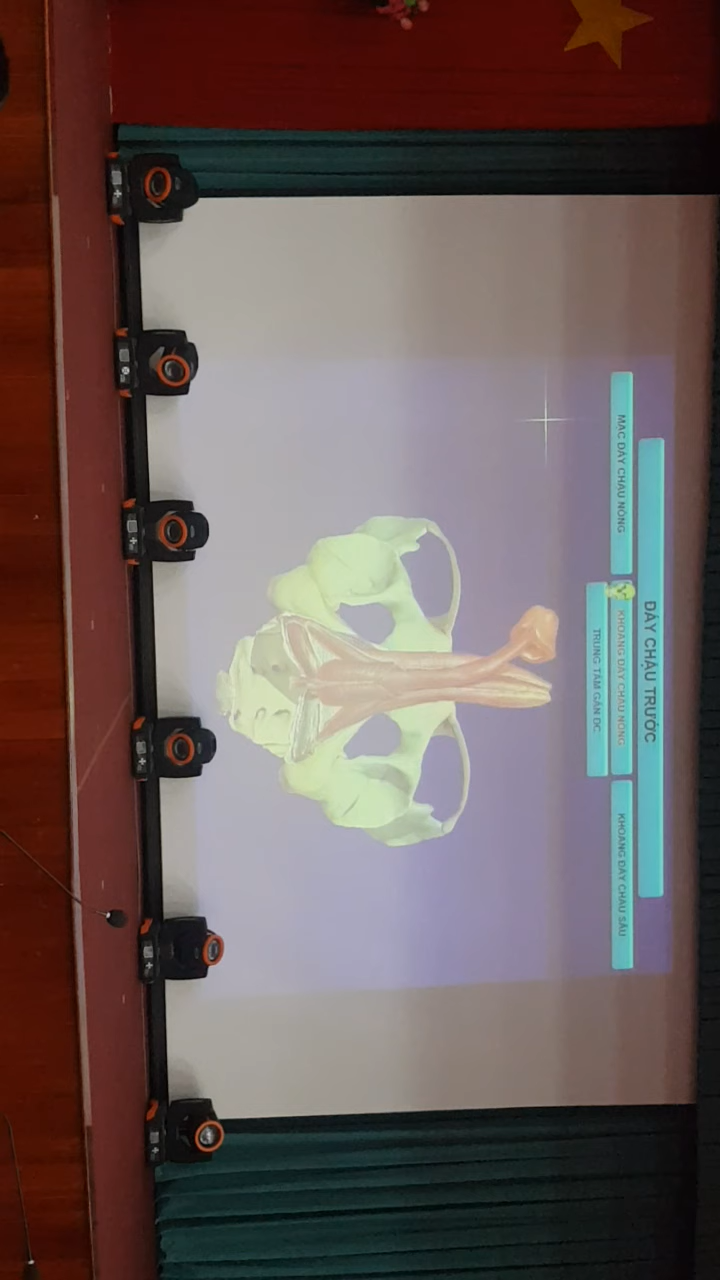 ĐÁY CHẬU TRƯỚC
MẠC ĐÁY CHẬU NÔNG
KHOANG ĐÁY CHẬU NÔNG
KHOANG ĐÁY CHẬU SÂU
TRUNG TÂM GÂN ĐC